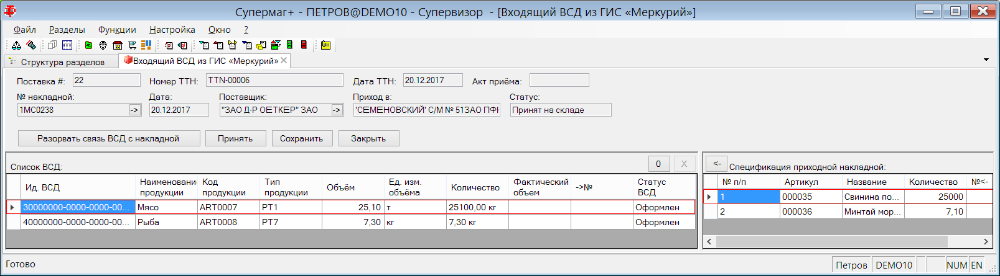 Супермаг+ - ПЕТРОВ@DEMO10 - Супервизор - [Входящий ВСД из ГИС «Меркурий»]
Файл Разделы Функции Настройка Окно ?
Структура разделов Входящий ВСД из ГИС «Меркурий»
Поставка #: 22 Номер ТТН: TTN-00006 Дата ТТН: 20.12.2017 Акт приёма:
№ накладной: Дата: Поставщик: Приход в: Статус:
1МС0238 -> 20.12.2017 "ЗАО Д-Р ОЕТКЕР" ЗАО -> 'СЕМЕНОВСКИЙ' С/М № 51ЗАО ПФК Принят на складе
Разорвать связь ВСД с накладной Принять Сохранить Закрыть
Список ВСД: 0 X <- Спецификация приходной накладной:
Ид. ВСД Наименовани продукции Код продукции Тип продукции Объём Ед. изм. объёма Количество Фактический объем ->№ Статус ВСД № п/п Артикул Название Количество №<-
30000000-0000-0000-00... Мясо ART0007 PT1 25,10 т 25100,00 кг Оформлен 1 000035 Свинина по... 25000
40000000-0000-0000-00... Рыба ART0008 PT7 7,30 кг 7,30 кг Оформлен 2 000036 Минтай мор... 7,10
Готово Петров DEMO10 NUM EN